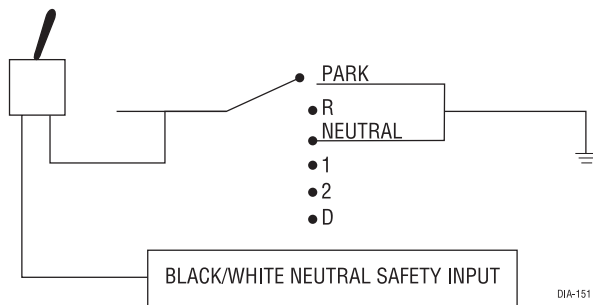 PARK
R
NEUTRAL
1
2
D
BLACK/WHITE NEUTRAL SAFETY INPUT
DIA-151